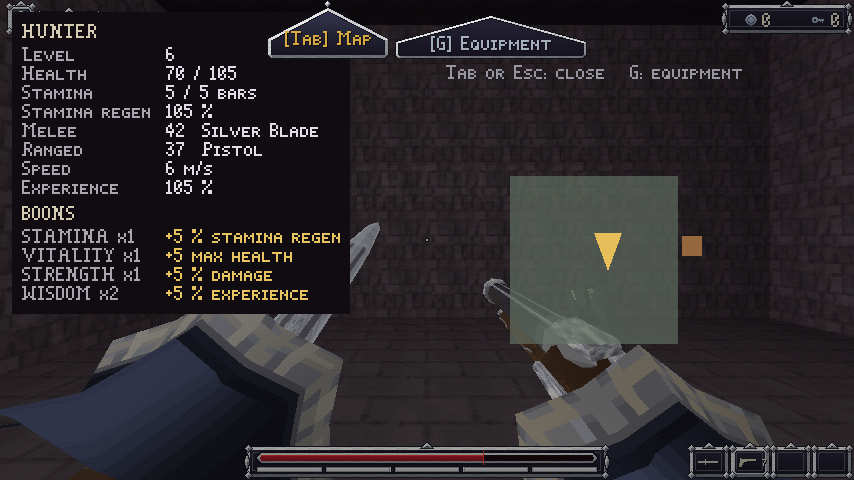 HUNTER
LEVEL 6
HEALTH 70 / 105
STAMINA 5 / 5 BARS
STAMINA REGEN 105 %
MELEE 42 SILVER BLADE
RANGED 37 PISTOL
SPEED 6 M/S
EXPERIENCE 105 %
BOONS
STAMINA x1 +5 % STAMINA REGEN
VITALITY x1 +5 MAX HEALTH
STRENGTH x1 +5 % DAMAGE
WISDOM x2 +5 % EXPERIENCE
[TAB] MAP
[G] EQUIPMENT
TAB OR ESC: CLOSE G: EQUIPMENT
0 0